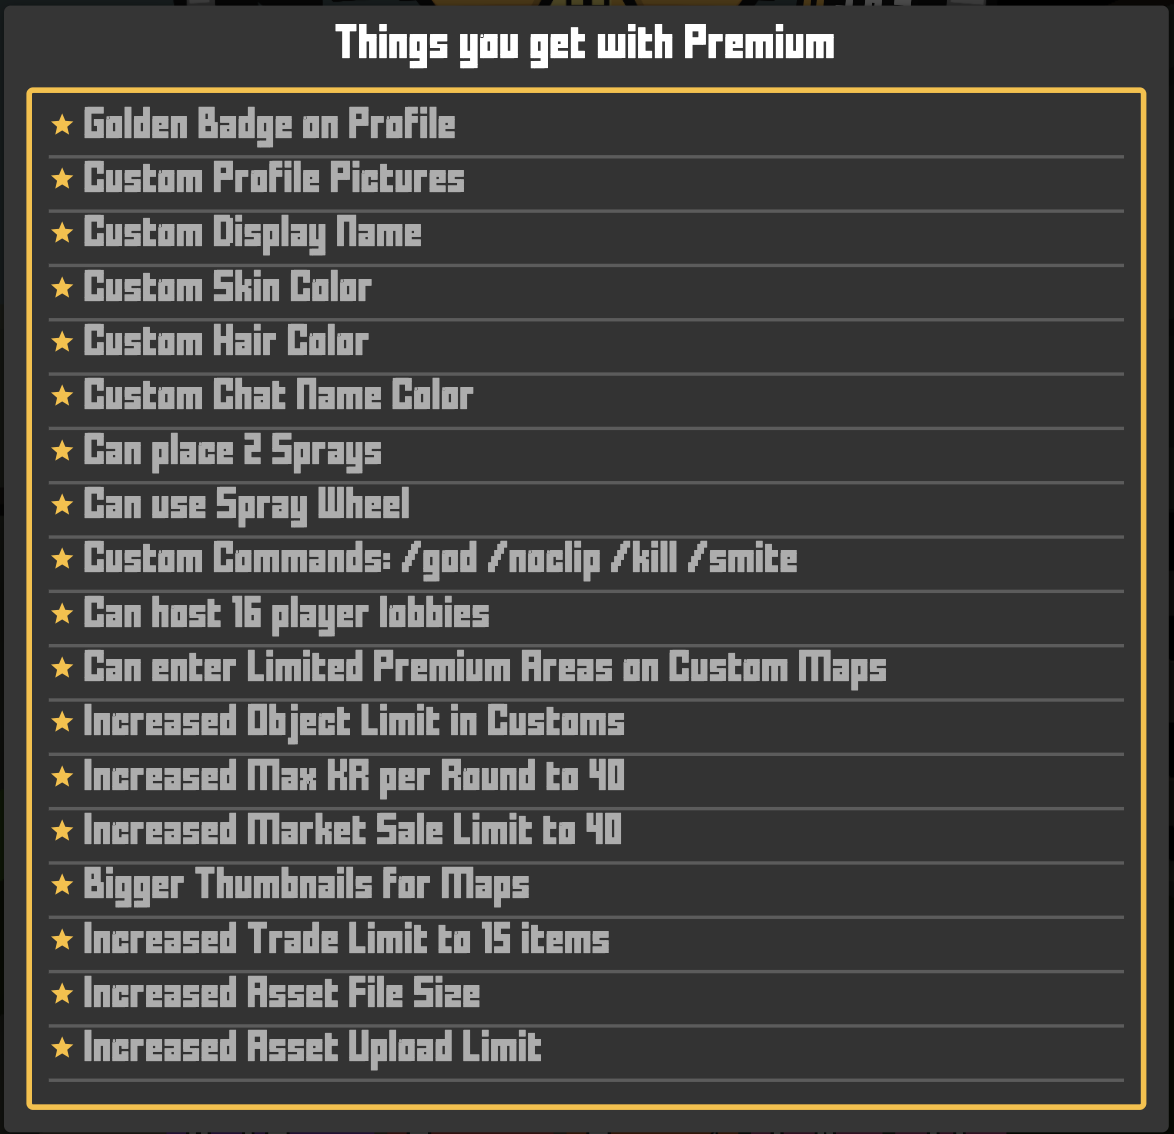 Things you get with Premium
Golden Badge on Profile
Custom Profile Pictures
Custom Display Name
Custom Skin Color
Custom Hair Color
Custom Chat Name Color
Can place 2 Sprays
Can use Spray Wheel
Custom Commands: /god /noclip /kill /smite
Can host 16 player lobbies
Can enter Limited Premium Areas on Custom Maps
Increased Object Limit in Customs
Increased Max KR per Round to 40
Increased Market Sale Limit to 40
Bigger Thumbnails for Maps
Increased Trade Limit to 15 items
Increased Asset File Size
Increased Asset Upload Limit